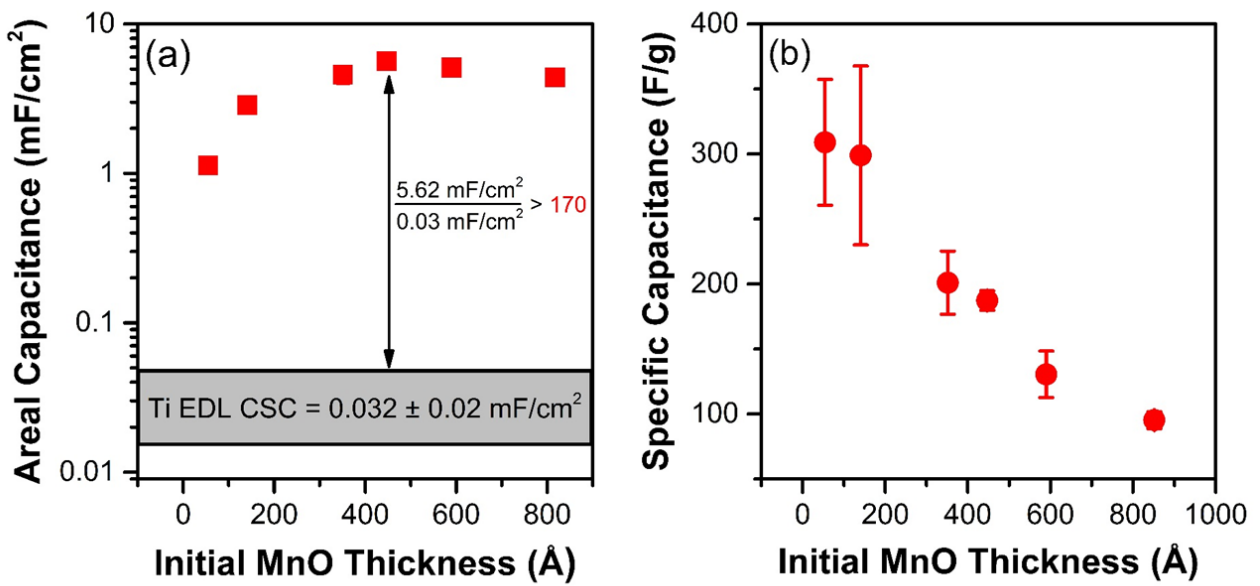 (a)
Areal Capacitance (mF/cm²)
10
1
0.1
0.01
5.62 mF/cm²
0.03 mF/cm²
> 170
Ti EDL CSC = 0.032 ± 0.02 mF/cm²
0 200 400 600 800
Initial MnO Thickness (Å)
(b)
Specific Capacitance (F/g)
400
300
200
100
0 200 400 600 800 1000
Initial MnO Thickness (Å)